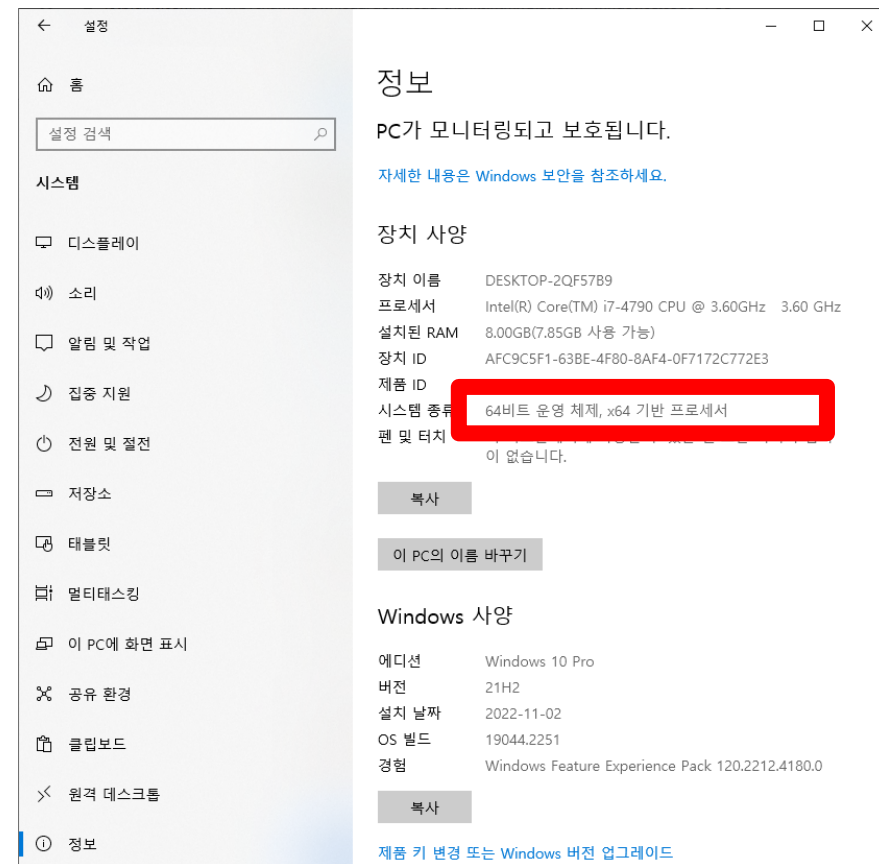 설정
홈
설정 검색
시스템
디스플레이
소리
알림 및 작업
집중 지원
전원 및 절전
저장소
태블릿
멀티태스킹
이 PC에 화면 표시
공유 환경
클립보드
원격 데스크톱
정보
정보
PC가 모니터링되고 보호됩니다.
자세한 내용은 Windows 보안을 참조하세요.
장치 사양
장치 이름 DESKTOP-2QF57B9
프로세서 Intel(R) Core(TM) i7-4790 CPU @ 3.60GHz 3.60 GHz
설치된 RAM 8.00GB(7.85GB 사용 가능)
장치 ID AFC9C5F1-63BE-4F80-8AF4-0F7172C772E3
제품 ID
시스템 종류 64비트 운영 체제, x64 기반 프로세서
펜 및 터치
이 없습니다.
복사
이 PC의 이름 바꾸기
Windows 사양
에디션 Windows 10 Pro
버전 21H2
설치 날짜 2022-11-02
OS 빌드 19044.2251
경험 Windows Feature Experience Pack 120.2212.4180.0
복사
제품 키 변경 또는 Windows 버전 업그레이드